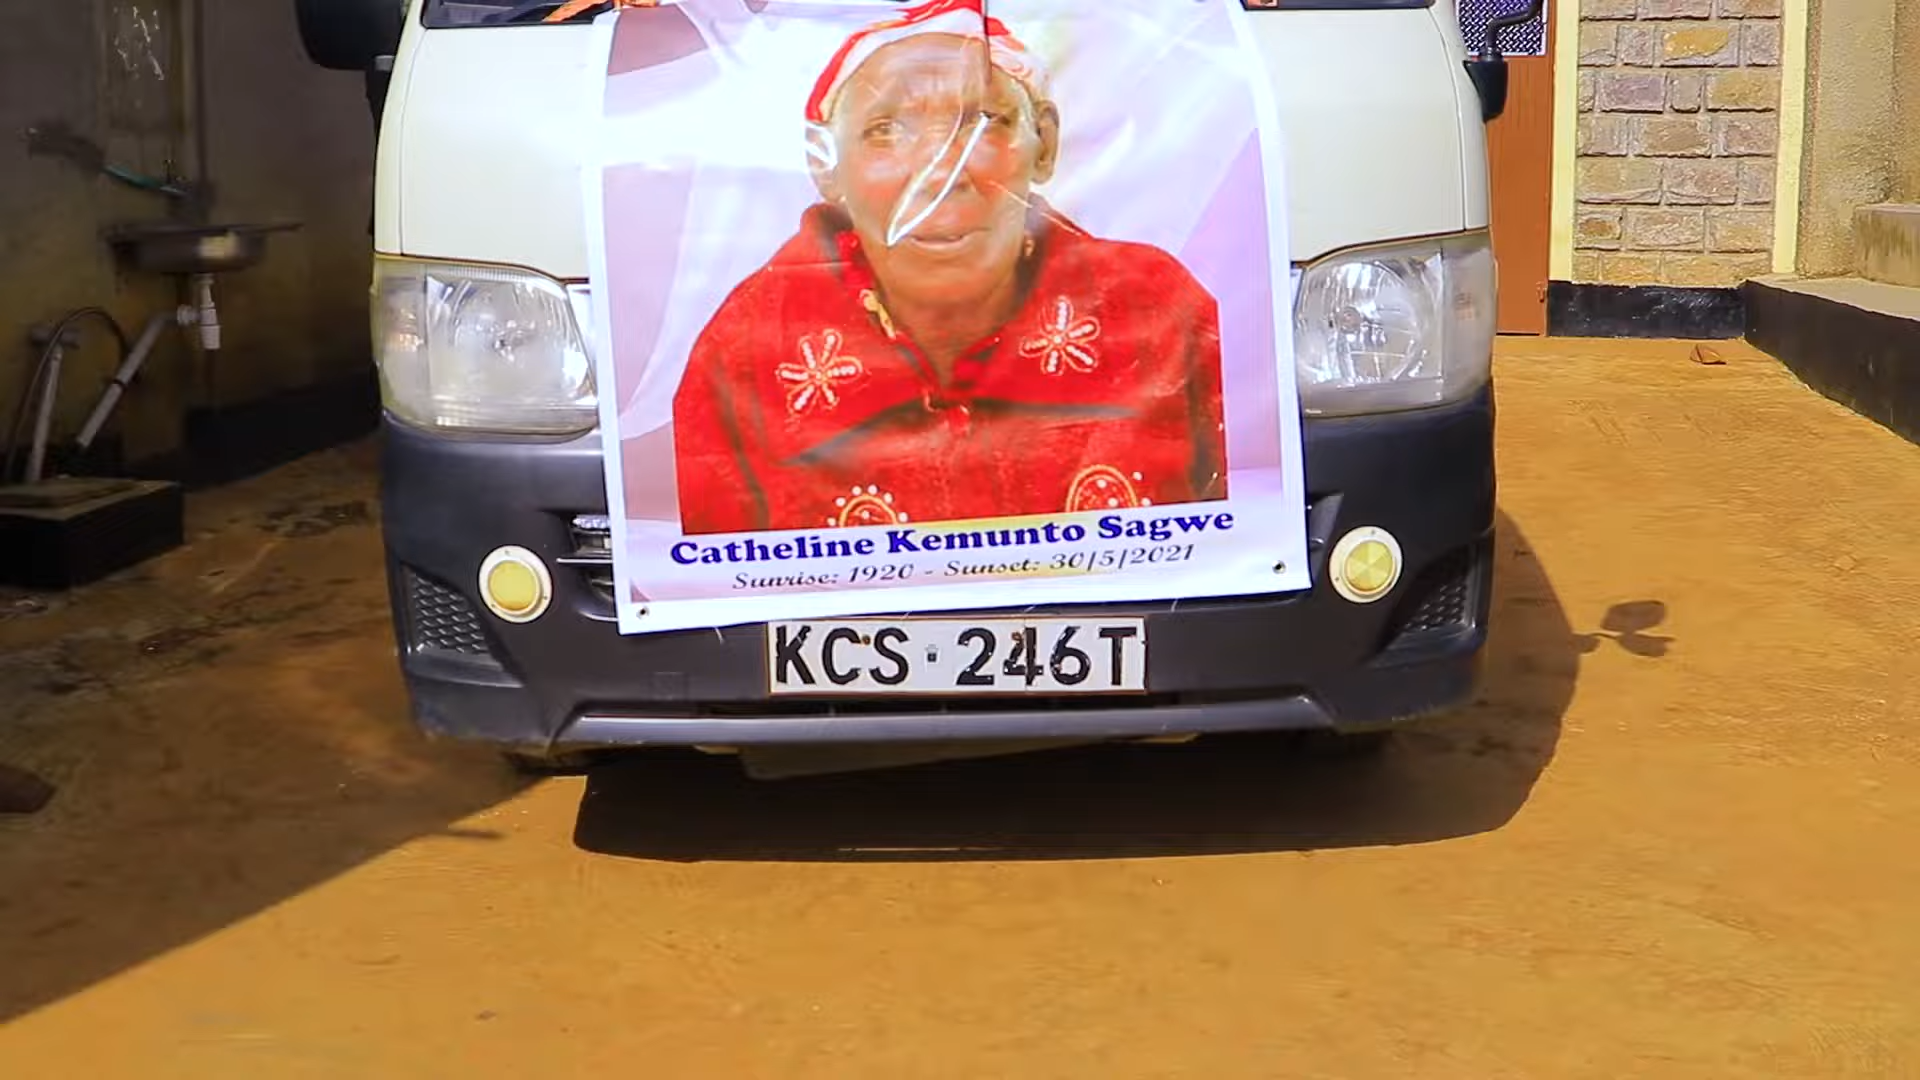 Catheline Kemunto Sagwe
Sunrise: 1920 - Sunset: 30/5/2021
KCS 246T